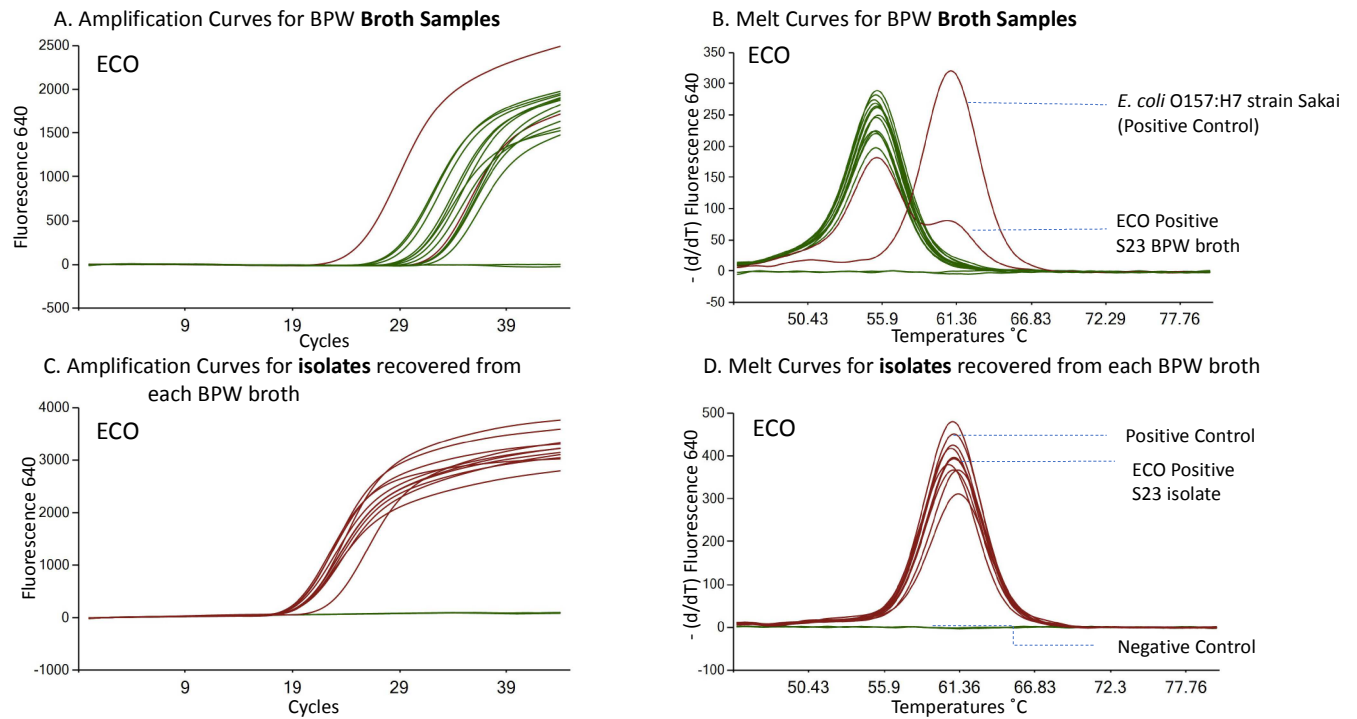 A. Amplification Curves for BPW Broth Samples
ECO
Fluorescence 640
2500
2000
1500
1000
500
0
-500
9
19
29
39
Cycles
B. Melt Curves for BPW Broth Samples
ECO
- (d/dT) Fluorescence 640
350
300
250
200
150
100
50
0
-50
50.43
55.9
61.36
66.83
72.29
77.76
Temperatures ˚C
E. coli O157:H7 strain Sakai
(Positive Control)
ECO Positive
S23 BPW broth
C. Amplification Curves for isolates recovered from
each BPW broth
ECO
Fluorescence 640
4000
3000
2000
1000
0
-1000
9
19
29
39
Cycles
D. Melt Curves for isolates recovered from each BPW broth
ECO
- (d/dT) Fluorescence 640
500
400
300
200
100
0
-100
50.43
55.9
61.36
66.83
72.3
77.76
Temperatures ˚C
Positive Control
ECO Positive
S23 isolate
Negative Control